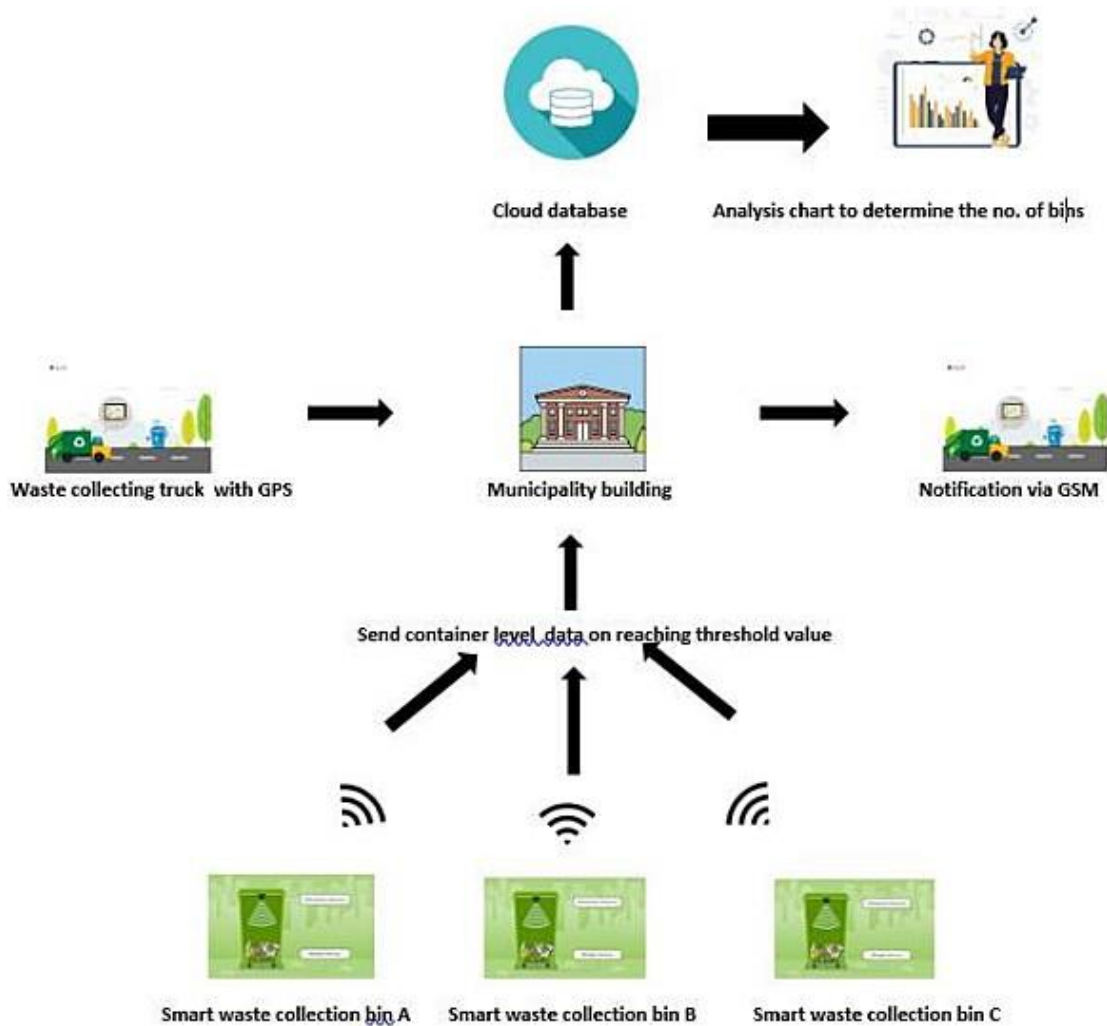 Cloud database
Analysis chart to determine the no. of bins
Waste collecting truck with GPS
Municipality building
Notification via GSM
Send container level data on reaching threshold value
Smart waste collection bin A
Smart waste collection bin B
Smart waste collection bin C